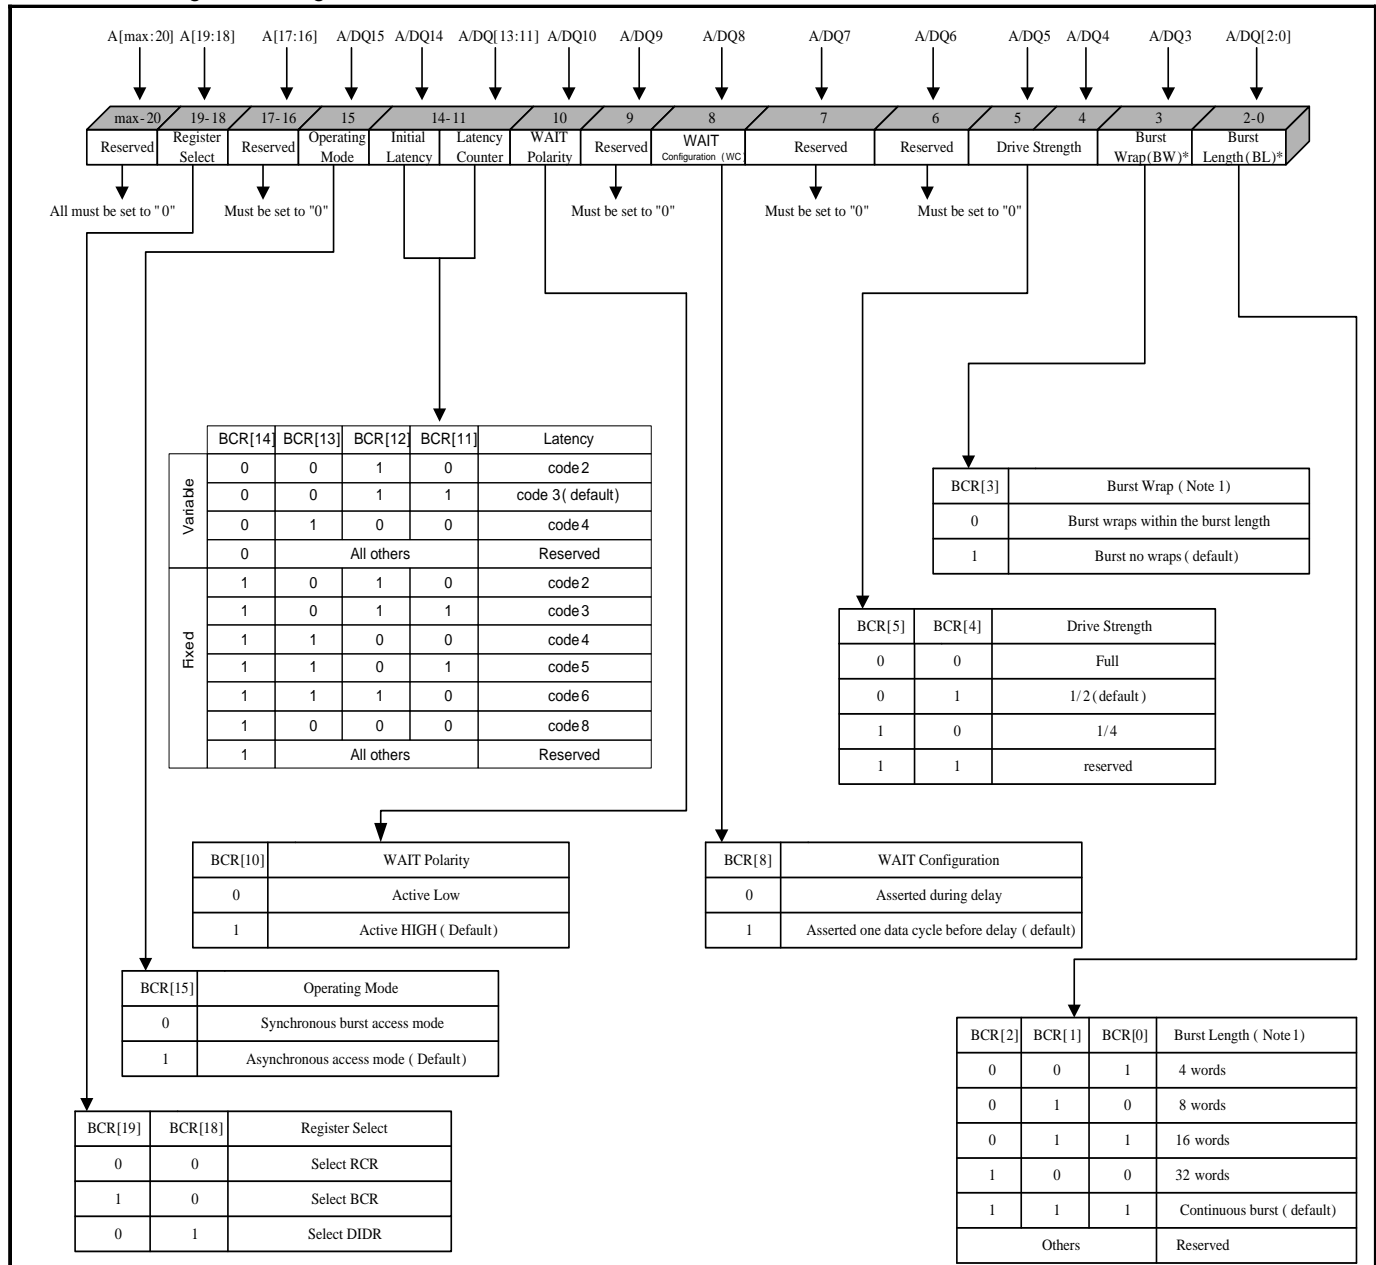 A[max:20] A[19:18] A[17:16] A/DQ15 A/DQ14 A/DQ[13:11] A/DQ10 A/DQ9 A/DQ8 A/DQ7 A/DQ6 A/DQ5 A/DQ4 A/DQ3 A/DQ[2:0]
max-20 19-18 17-16 15 14-11 10 9 8 7 6 5 4 3 2-0
Reserved Register Select Reserved Operating Mode Initial Latency Latency Counter WAIT Polarity Reserved WAIT Configuration (WC) Reserved Reserved Drive Strength Burst Wrap(BW)* Burst Length(BL)*
All must be set to "0" Must be set to "0" Must be set to "0" Must be set to "0" Must be set to "0"
BCR[14] BCR[13] BCR[12] BCR[11] Latency
Variable
0 0 1 0 code 2
0 0 1 1 code 3( default)
0 1 0 0 code 4
0 All others Reserved
Fixed
1 0 1 0 code 2
1 0 1 1 code 3
1 1 0 0 code 4
1 1 0 1 code 5
1 1 1 0 code 6
1 0 0 0 code 8
1 All others Reserved
BCR[3] Burst Wrap ( Note 1)
0 Burst wraps within the burst length
1 Burst no wraps ( default)
BCR[5] BCR[4] Drive Strength
0 0 Full
0 1 1/2 ( default )
1 0 1/4
1 1 reserved
BCR[10] WAIT Polarity
0 Active Low
1 Active HIGH ( Default)
BCR[8] WAIT Configuration
0 Asserted during delay
1 Asserted one data cycle before delay ( default)
BCR[15] Operating Mode
0 Synchronous burst access mode
1 Asynchronous access mode ( Default)
BCR[2] BCR[1] BCR[0] Burst Length ( Note 1)
0 0 1 4 words
0 1 0 8 words
0 1 1 16 words
1 0 0 32 words
1 1 1 Continuous burst ( default)
Others Reserved
BCR[19] BCR[18] Register Select
0 0 Select RCR
1 0 Select BCR
0 1 Select DIDR